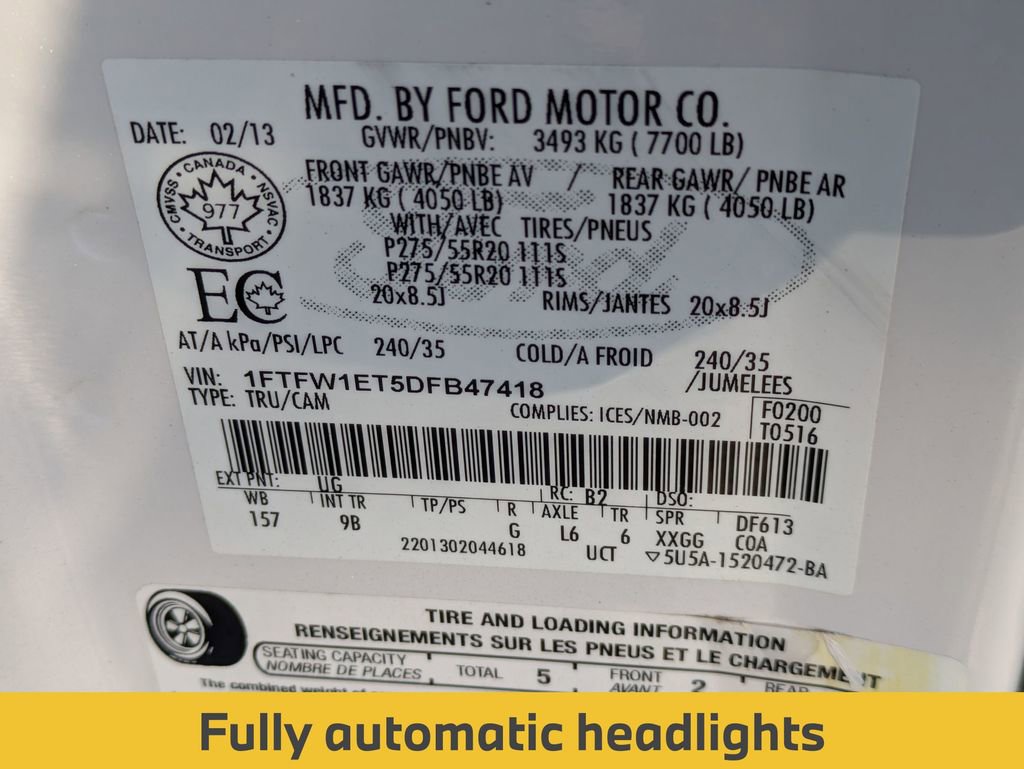 MFD. BY FORD MOTOR CO.
DATE: 02/13
GVWR/PNBV: 3493 KG ( 7700 LB)
FRONT GAWR/PNBE AV / REAR GAWR/ PNBE AR
1837 KG ( 4050 LB) 1837 KG ( 4050 LB)
WITH/AVEC TIRES/PNEUS
P275/55R20 111S
P275/55R20 111S
20x8.5J RIMS/JANTES 20x8.5J
CMVSS · CANADA · NSVAC
977
TRANSPORT
EC
AT/A kPa/PSI/LPC 240/35 COLD/A FROID 240/35
/JUMELEES
VIN: 1FTFW1ET5DFB47418
TYPE: TRU/CAM
COMPLIES: ICES/NMB-002
F0200
T0516
EXT PNT: UG RC: B2 DSO:
WB INT TR TP/PS R AXLE TR SPR DF613
157 9B G L6 6 XXGG COA
2201302044618 UCT ▽5U5A-1520472-BA
TIRE AND LOADING INFORMATION
RENSEIGNEMENTS SUR LES PNEUS ET LE CHARGEMENT
SEATING CAPACITY TOTAL 5 FRONT 2 REAR
NOMBRE DE PLACES AVANT
The combined weight of
Fully automatic headlights